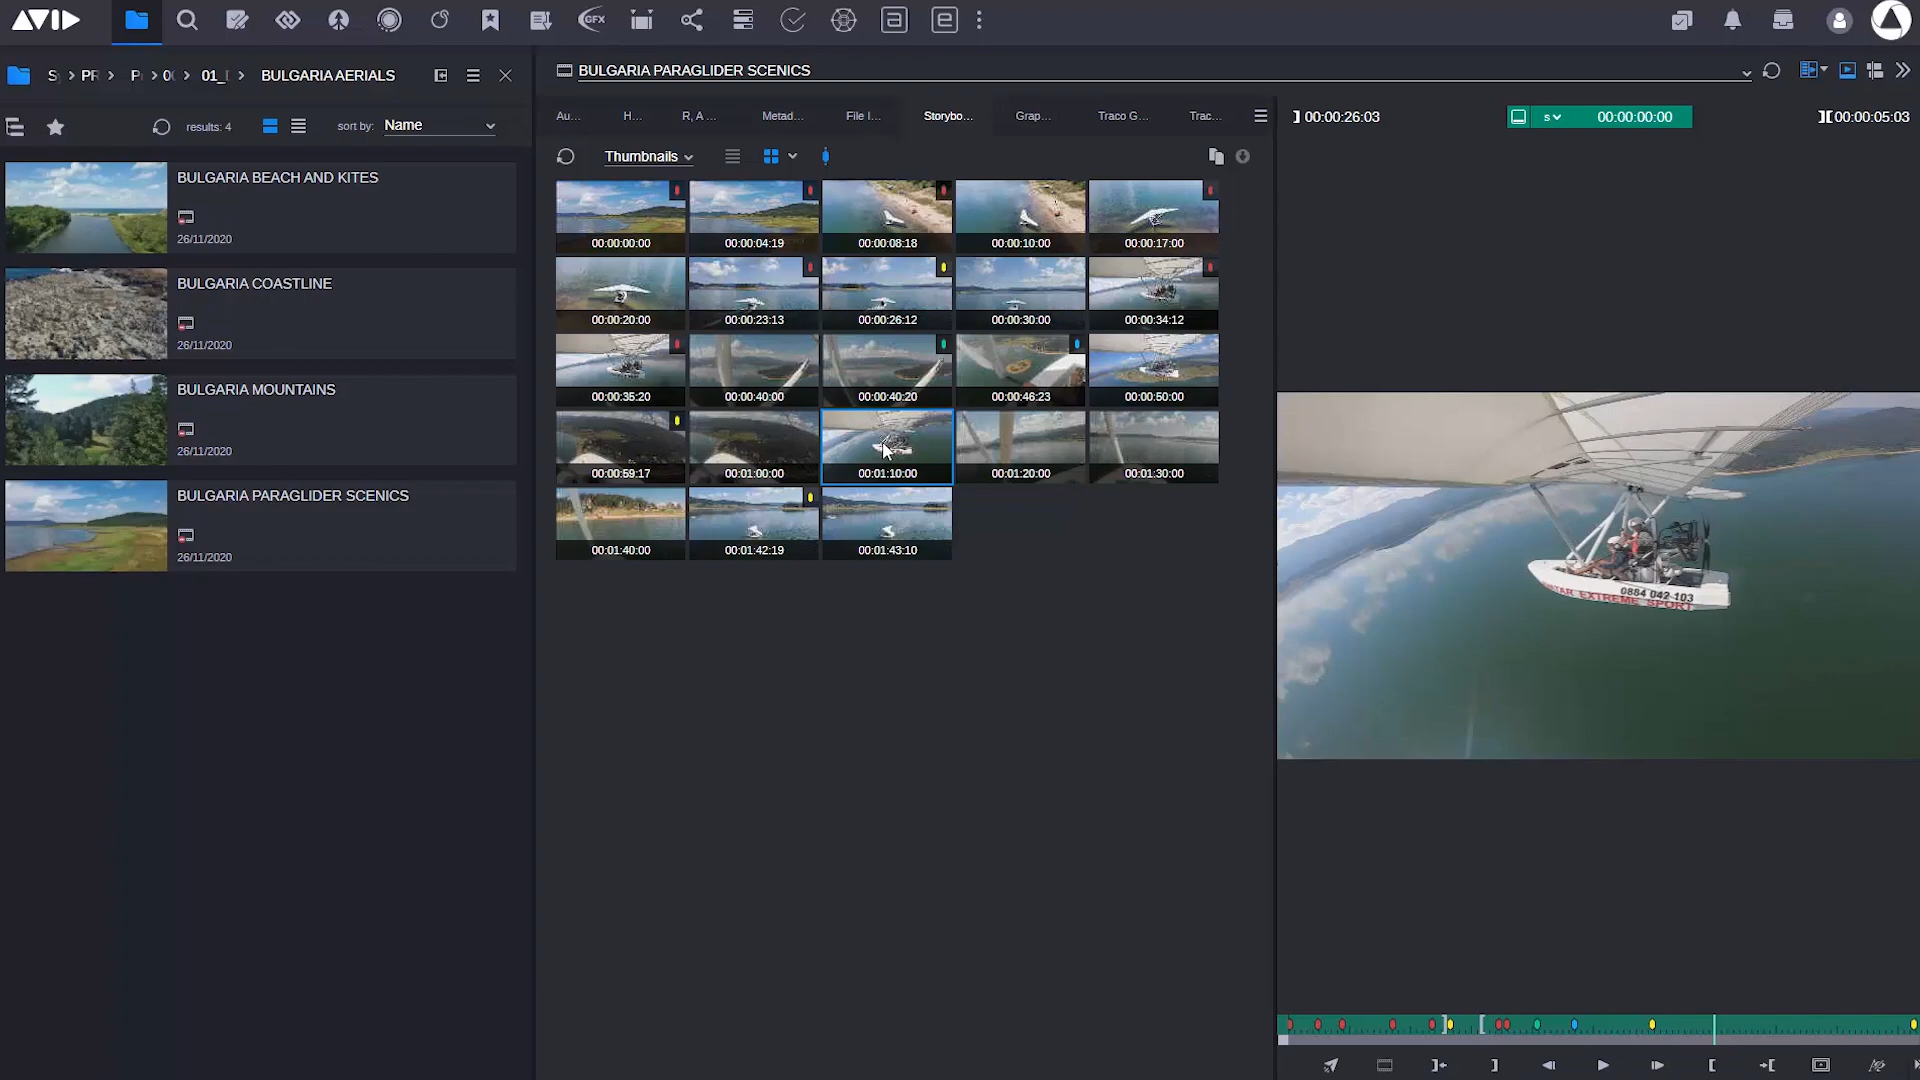 AVID
GFX
a
e
S
PR
P
0
01_
BULGARIA AERIALS
BULGARIA PARAGLIDER SCENICS
results: 4
sort by:
Name
Au...
H...
R, A ...
Metad...
File I...
Storybo...
Grap...
Traco G...
Trac...
] 00:00:26:03
s
00:00:00:00
][ 00:00:05:03
Thumbnails
BULGARIA BEACH AND KITES
26/11/2020
BULGARIA COASTLINE
26/11/2020
BULGARIA MOUNTAINS
26/11/2020
BULGARIA PARAGLIDER SCENICS
26/11/2020
00:00:00:00
00:00:04:19
00:00:08:18
00:00:10:00
00:00:17:00
00:00:20:00
00:00:23:13
00:00:26:12
00:00:30:00
00:00:34:12
00:00:35:20
00:00:40:00
00:00:40:20
00:00:46:23
00:00:50:00
00:00:59:17
00:01:00:00
00:01:10:00
00:01:20:00
00:01:30:00
00:01:40:00
00:01:42:19
00:01:43:10
0884 042-103
EXTREME SPORT